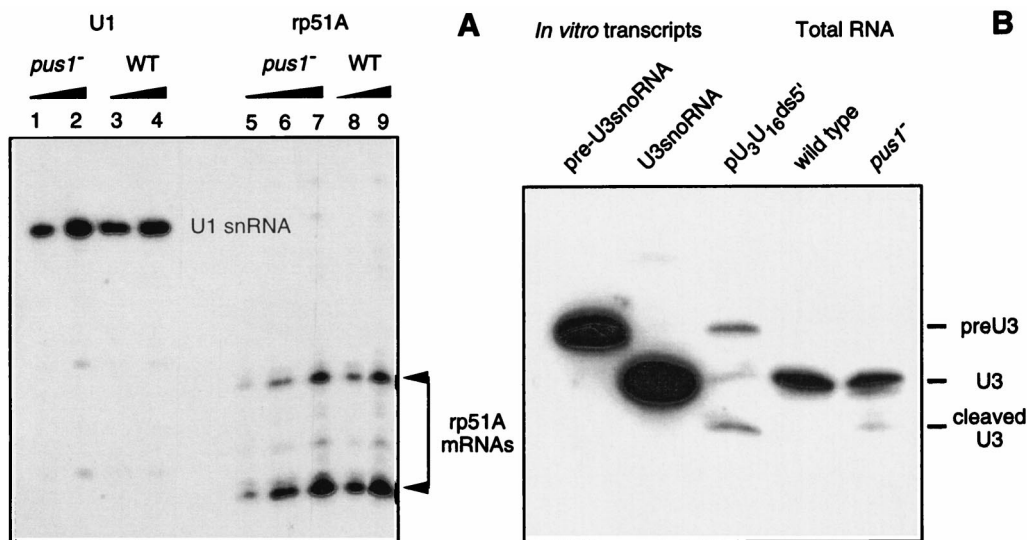 U1 rp51A A
pus1⁻ WT pus1⁻ WT
1 2 3 4 5 6 7 8 9
U1 snRNA
rp51A
mRNAs
In vitro transcripts Total RNA B
pre-U3snoRNA
U3snoRNA
pU₃U₁₆ds5'
wild type
pus1⁻
preU3
U3
cleaved
U3